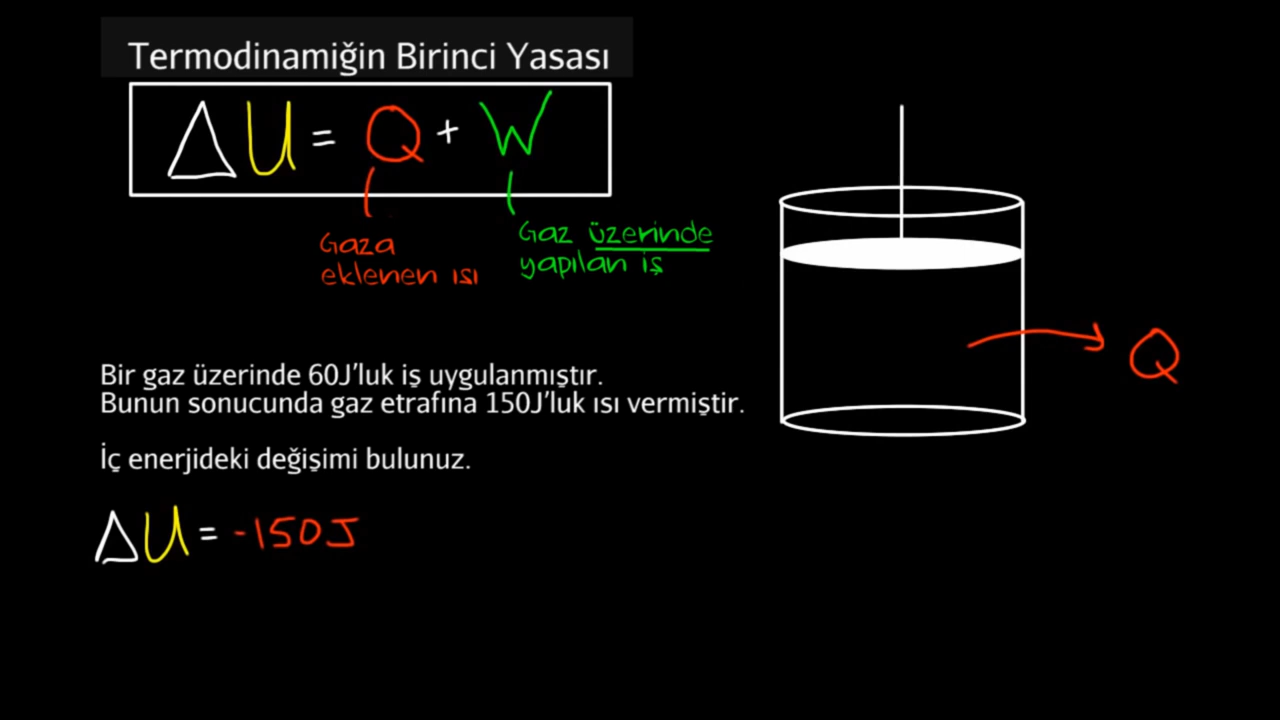 Termodinamiğin Birinci Yasası
ΔU = Q + W
Gaza
eklenen ısı
Gaz üzerinde
yapılan iş
Q
Bir gaz üzerinde 60J'luk iş uygulanmıştır.
Bunun sonucunda gaz etrafına 150J'luk ısı vermiştir.
İç enerjideki değişimi bulunuz.
ΔU = -150J